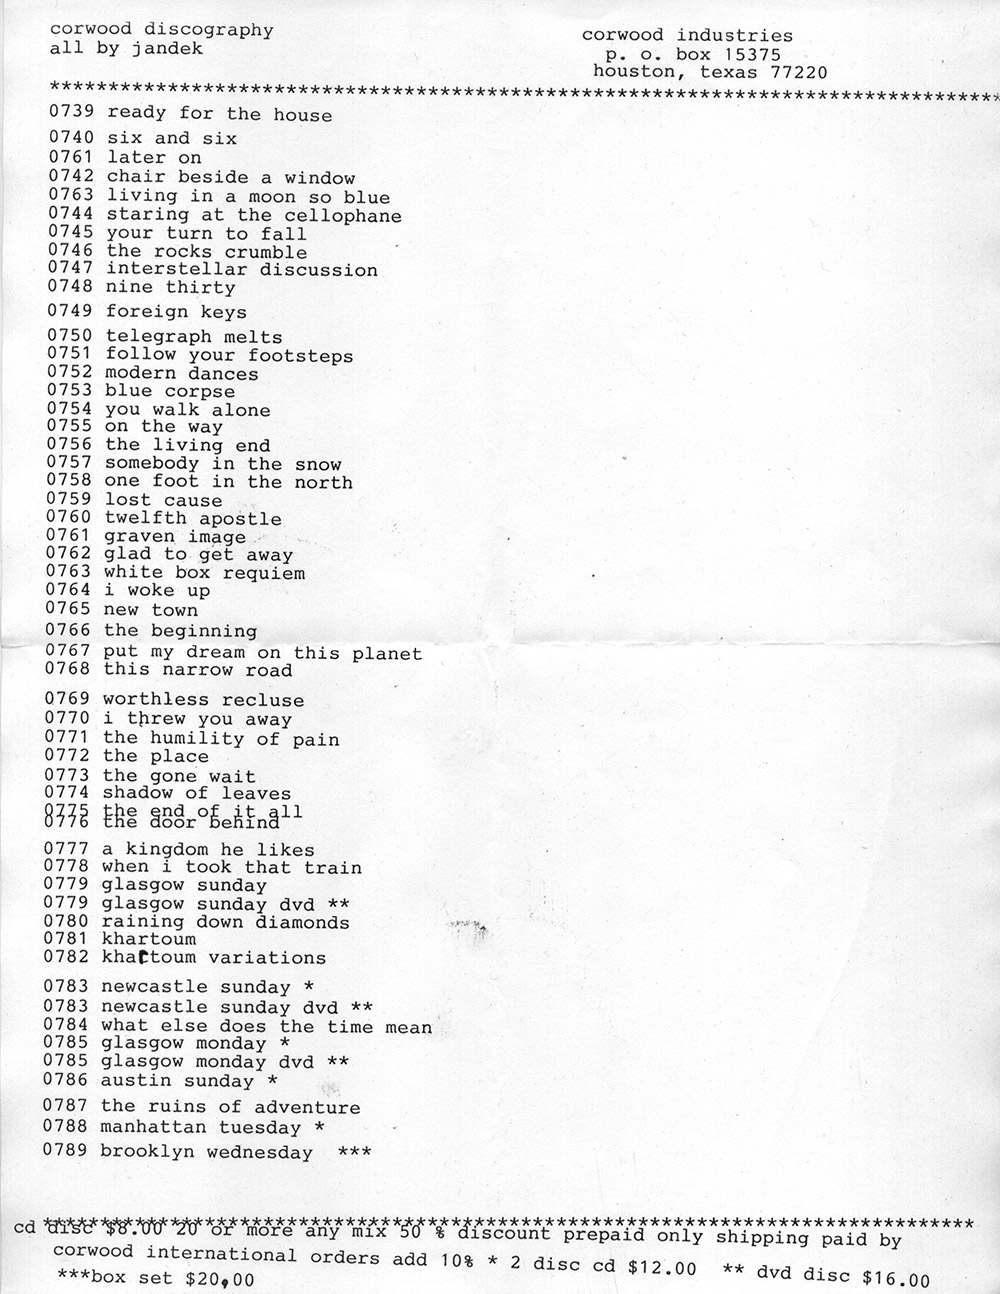 corwood discography
all by jandek
corwood industries
p. o. box 15375
houston, texas 77220
*********************************************************************************
0739 ready for the house
0740 six and six
0761 later on
0742 chair beside a window
0763 living in a moon so blue
0744 staring at the cellophane
0745 your turn to fall
0746 the rocks crumble
0747 interstellar discussion
0748 nine thirty
0749 foreign keys
0750 telegraph melts
0751 follow your footsteps
0752 modern dances
0753 blue corpse
0754 you walk alone
0755 on the way
0756 the living end
0757 somebody in the snow
0758 one foot in the north
0759 lost cause
0760 twelfth apostle
0761 graven image
0762 glad to get away
0763 white box requiem
0764 i woke up
0765 new town
0766 the beginning
0767 put my dream on this planet
0768 this narrow road
0769 worthless recluse
0770 i threw you away
0771 the humility of pain
0772 the place
0773 the gone wait
0774 shadow of leaves
0775 the end of it all
0776 the door behind
0777 a kingdom he likes
0778 when i took that train
0779 glasgow sunday
0779 glasgow sunday dvd **
0780 raining down diamonds
0781 khartoum
0782 khartoum variations
0783 newcastle sunday *
0783 newcastle sunday dvd **
0784 what else does the time mean
0785 glasgow monday *
0785 glasgow monday dvd **
0786 austin sunday *
0787 the ruins of adventure
0788 manhattan tuesday *
0789 brooklyn wednesday ***
*******************************************************************************
cd disc $8.00 20 or more any mix 50 % discount prepaid only shipping paid by
corwood international orders add 10% * 2 disc cd $12.00 ** dvd disc $16.00
***box set $20,00